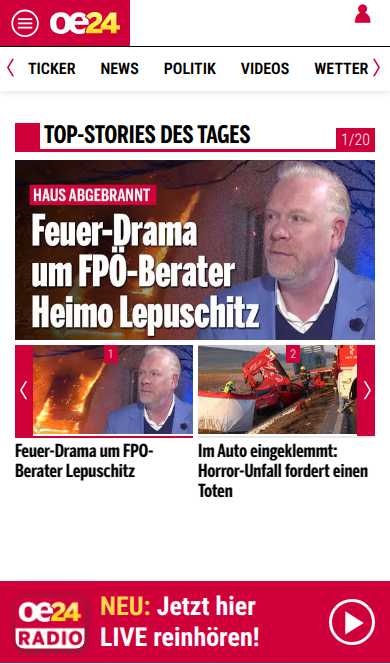 oe24
TICKER NEWS POLITIK VIDEOS WETTER
TOP-STORIES DES TAGES
1/20
HAUS ABGEBRANNT
Feuer-Drama
um FPÖ-Berater
Heimo Lepuschitz
1
2
Feuer-Drama um FPÖ-
Berater Lepuschitz
Im Auto eingeklemmt:
Horror-Unfall fordert einen
Toten
oe24
RADIO
NEU: Jetzt hier
LIVE reinhören!